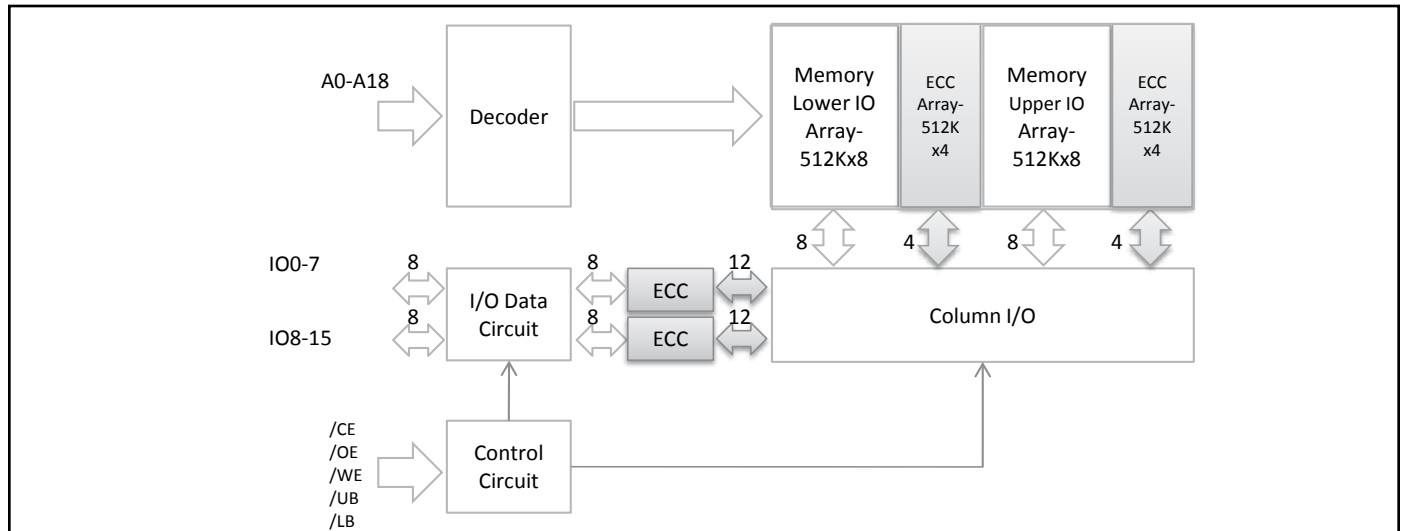 A0-A18
Decoder
Memory
Lower IO
Array-
512Kx8
ECC
Array-
512K
x4
Memory
Upper IO
Array-
512Kx8
ECC
Array-
512K
x4
8
4
8
4
IO0-7
8
8
12
I/O Data
Circuit
ECC
Column I/O
IO8-15
8
8
12
ECC
/CE
/OE
/WE
/UB
/LB
Control
Circuit